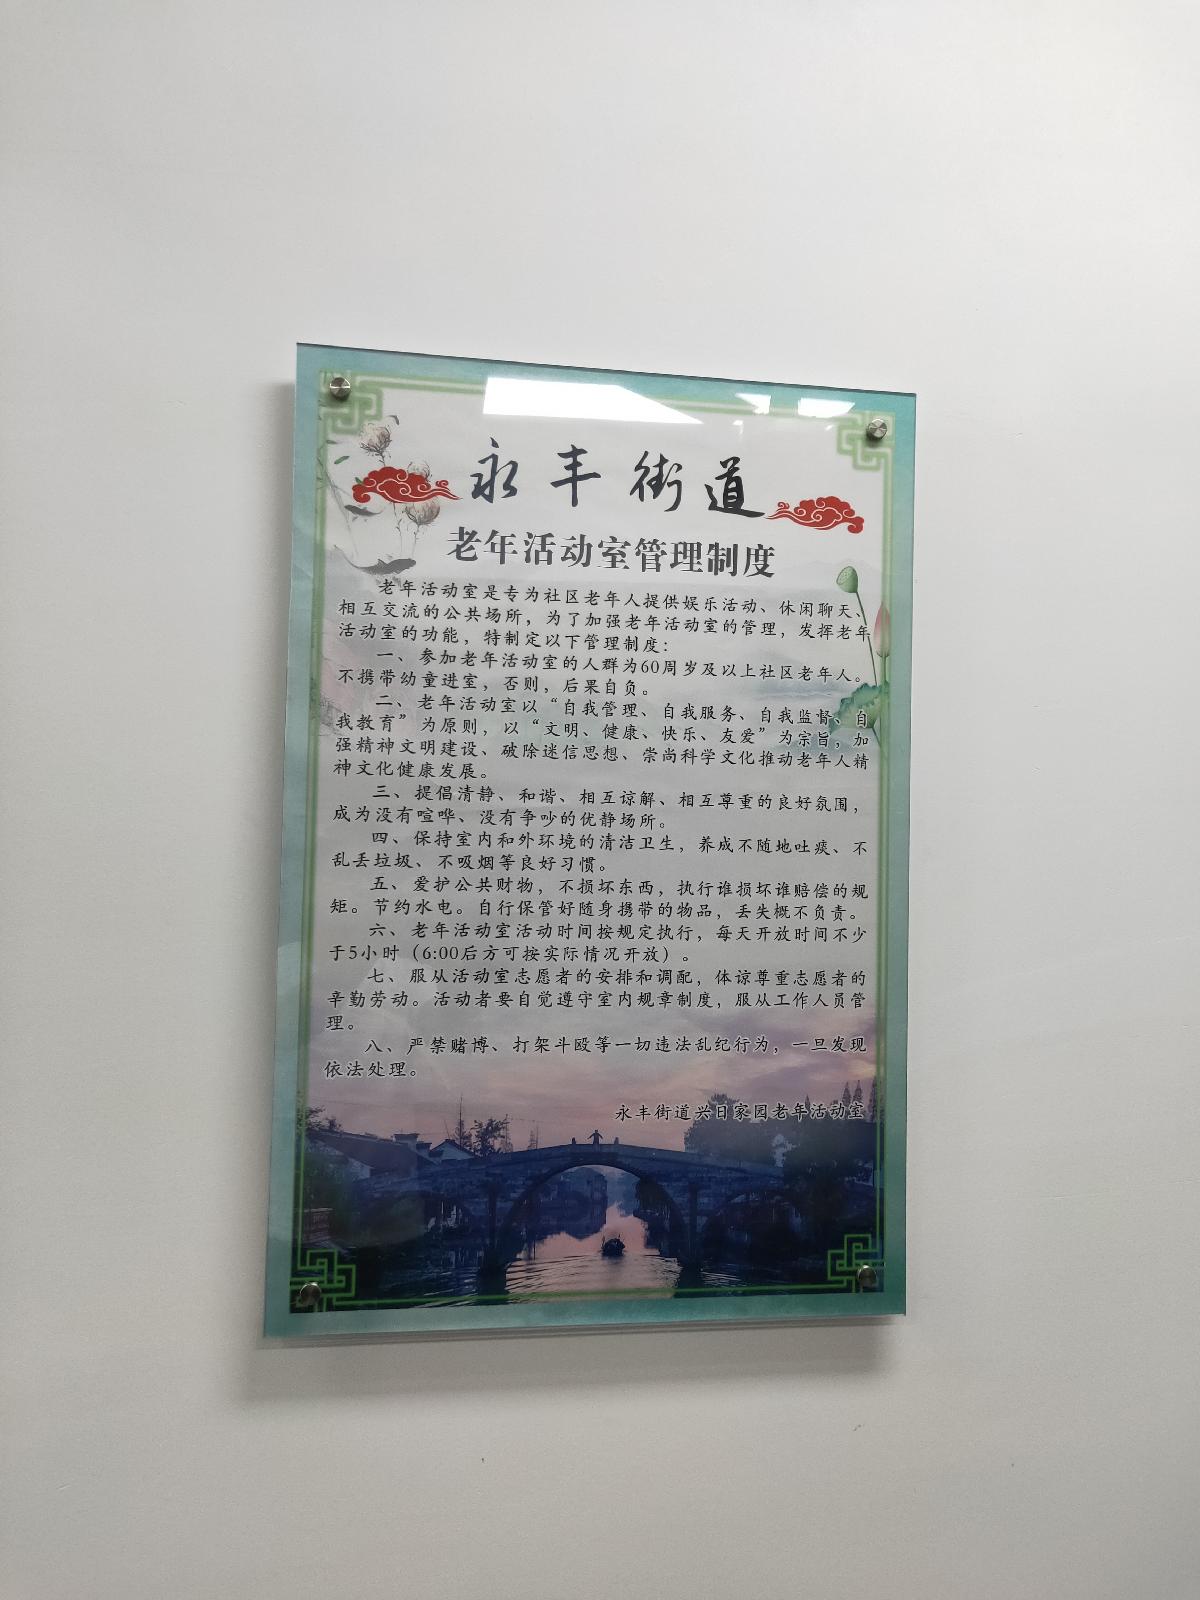 永丰街道
老年活动室管理制度
老年活动室是专为社区老年人提供娱乐活动、休闲聊天、
相互交流的公共场所，为了加强老年活动室的管理，发挥老年
活动室的功能，特制定以下管理制度：
一、参加老年活动室的人群为60周岁及以上社区老年人。
不携带幼童进室，否则，后果自负。
二、老年活动室以“自我管理、自我服务、自我监督、自
我教育”为原则，以“文明、健康、快乐、友爱”为宗旨，加
强精神文明建设、破除迷信思想、崇尚科学文化推动老年人精
神文化健康发展。
三、提倡清静、和谐、相互谅解、相互尊重的良好氛围，
成为没有喧哗、没有争吵的优静场所。
四、保持室内和外环境的清洁卫生，养成不随地吐痰、不
乱丢垃圾、不吸烟等良好习惯。
五、爱护公共财物，不损坏东西，执行谁损坏谁赔偿的规
矩。节约水电。自行保管好随身携带的物品，丢失概不负责。
六、老年活动室活动时间按规定执行，每天开放时间不少
于5小时（6:00后方可按实际情况开放）。
七、服从活动室志愿者的安排和调配，体谅尊重志愿者的
辛勤劳动。活动者要自觉遵守室内规章制度，服从工作人员管
理。
八、严禁赌博、打架斗殴等一切违法乱纪行为，一旦发现
依法处理。
永丰街道兴日家园老年活动室